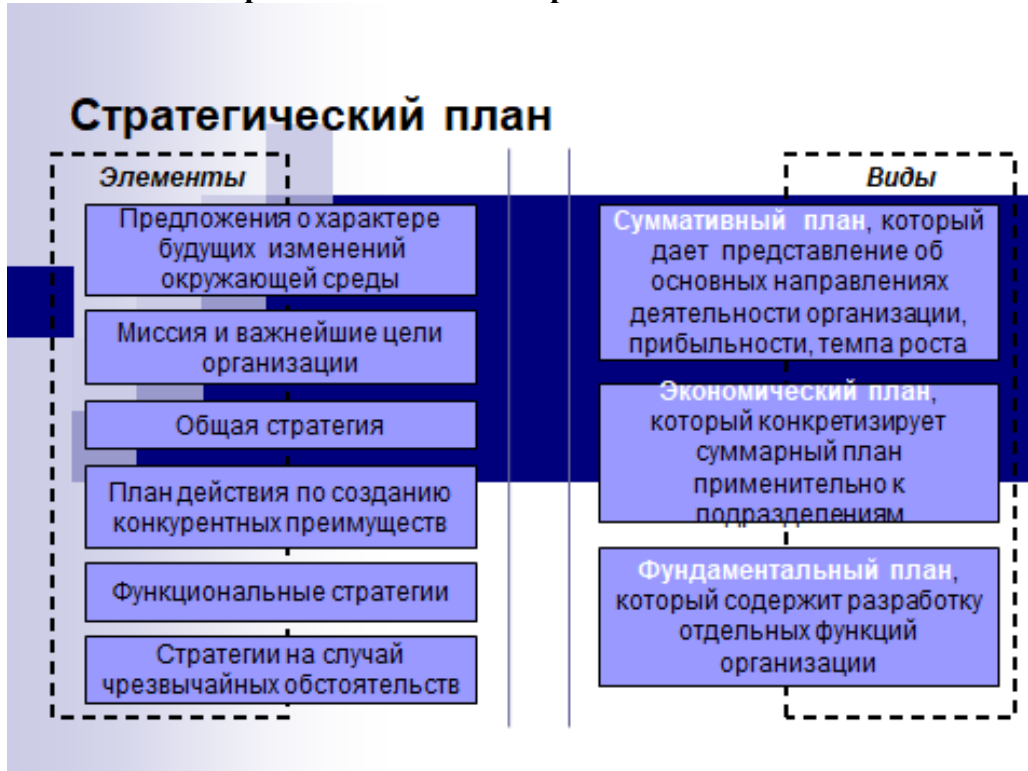 Стратегический план
Элементы
Предложения о характере
будущих изменений
окружающей среды
Миссия и важнейшие цели
организации
Общая стратегия
План действия по созданию
конкурентных преимуществ
Функциональные стратегии
Стратегии на случай
чрезвычайных обстоятельств
Виды
Суммативный план, который
дает представление об
основных направлениях
деятельности организации,
прибыльности, темпа роста
Экономический план,
который конкретизирует
суммарный план
применительно к
подразделениям
Фундаментальный план,
который содержит разработку
отдельных функций
организации